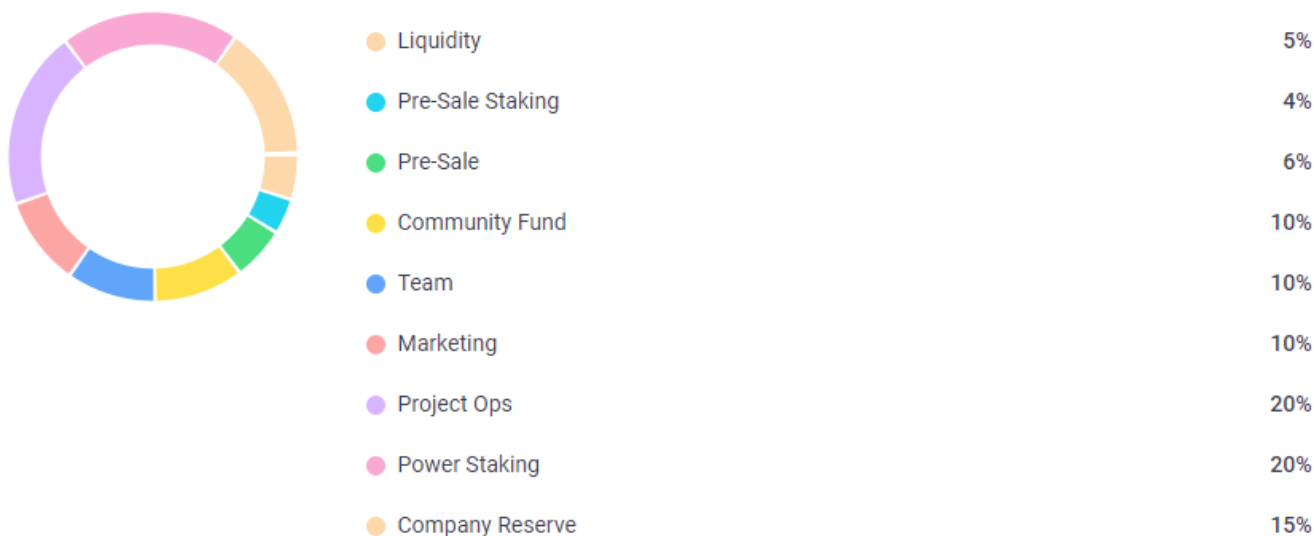 Liquidity 5%
Pre-Sale Staking 4%
Pre-Sale 6%
Community Fund 10%
Team 10%
Marketing 10%
Project Ops 20%
Power Staking 20%
Company Reserve 15%